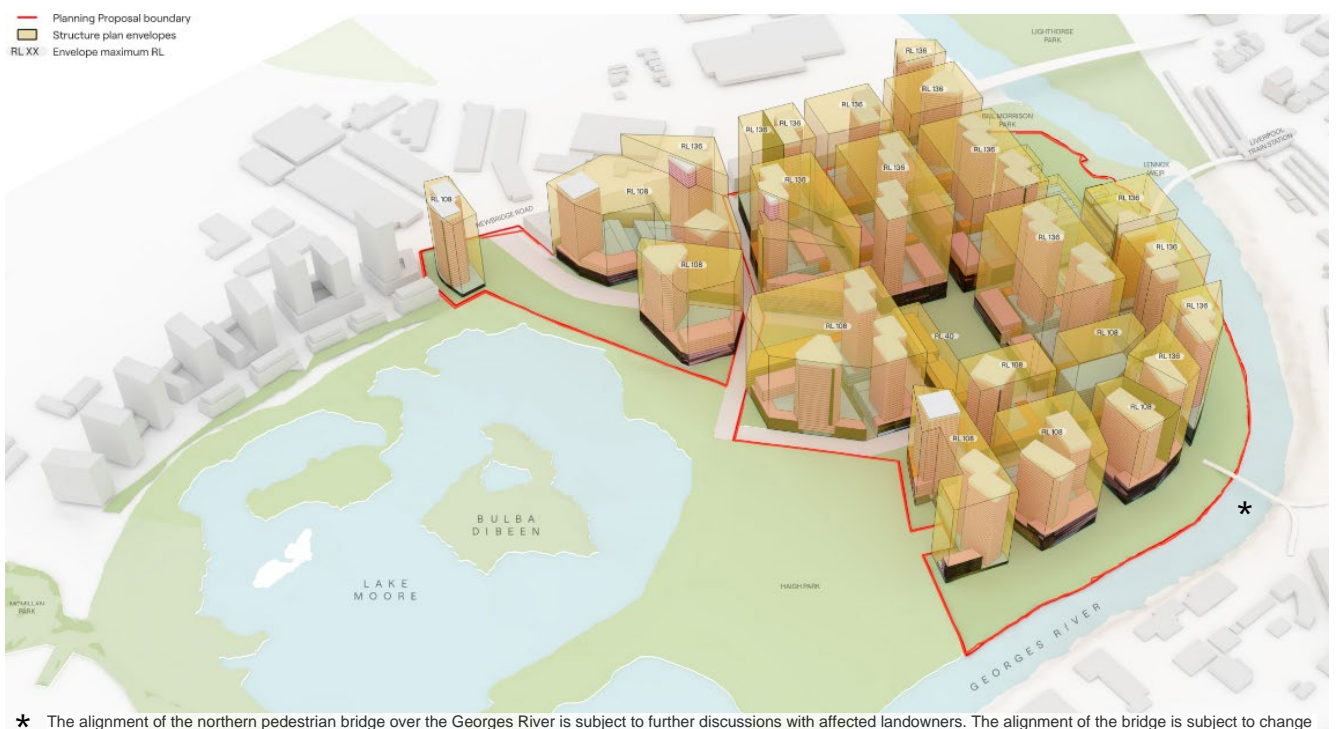 Planning Proposal boundary
Structure plan envelopes
RL XX Envelope maximum RL
LIGHTHORSE
PARK
RL 136
RL 136
RL 136
RL 136
RL 136
BILL MORRISON
PARK
LIVERPOOL
TRAIN STATION
LENNOX
WEIR
RL 136
RL 136
RL 136
RL 136
RL 136
RL 108
RL 108
NEWBRIDGE ROAD
RL 136
RL 136
RL 108
RL 136
RL 108
RL 40
RL 108
RL 108
RL 136
RL 108
RL 108
RL 108
BULBA
DIBEEN
LAKE
MOORE
HAIGH PARK
MCMILLAN
PARK
GEORGES RIVER
*
* The alignment of the northern pedestrian bridge over the Georges River is subject to further discussions with affected landowners. The alignment of the bridge is subject to change